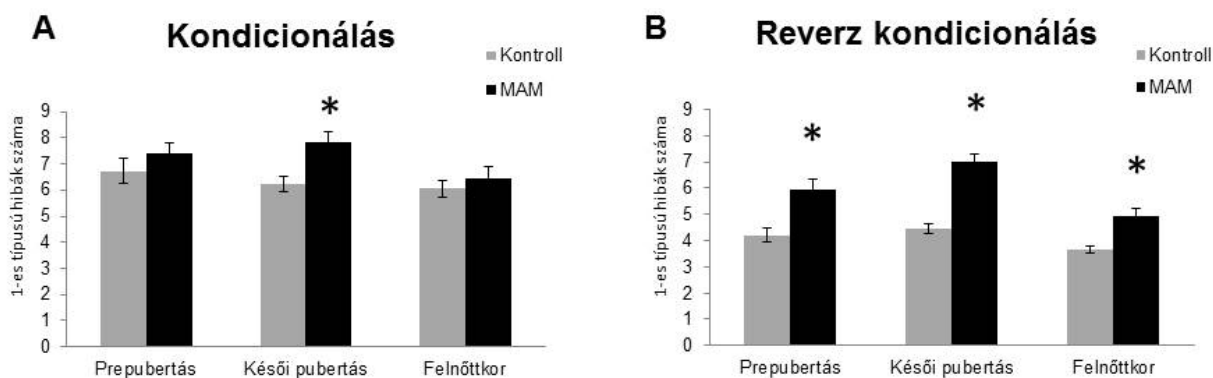 A
Kondicionálás
Kontroll
MAM
*
1-es típusú hibák száma
9
8
7
6
5
4
3
2
1
0
Prepubertás
Késői pubertás
Felnőttkor
B
Reverz kondicionálás
Kontroll
MAM
*
*
*
1-es típusú hibák száma
9
8
7
6
5
4
3
2
1
0
Prepubertás
Késői pubertás
Felnőttkor